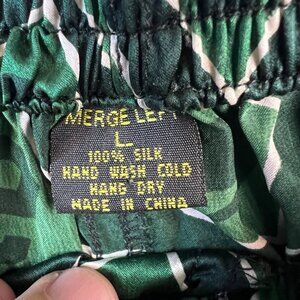 MERGE LEFT
L
100% SILK
HAND WASH COLD
HANG DRY
MADE IN CHINA